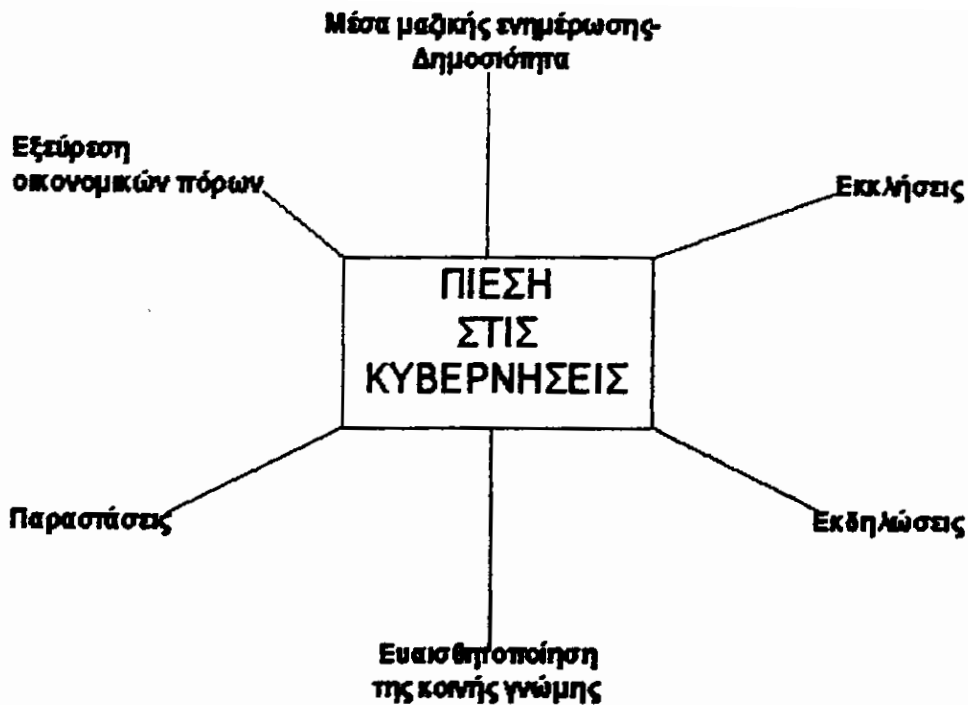 Μέσα μαζικής ενημέρωσης-
Δημοσιότητα
Εξεύρεση
οικονομικών πόρων
Εκκλήσεις
ΠΙΕΣΗ
ΣΤΙΣ
ΚΥΒΕΡΝΗΣΕΙΣ
Παραστάσεις
Εκδηλώσεις
Ευαισθητοποίηση
της κοινής γνώμης